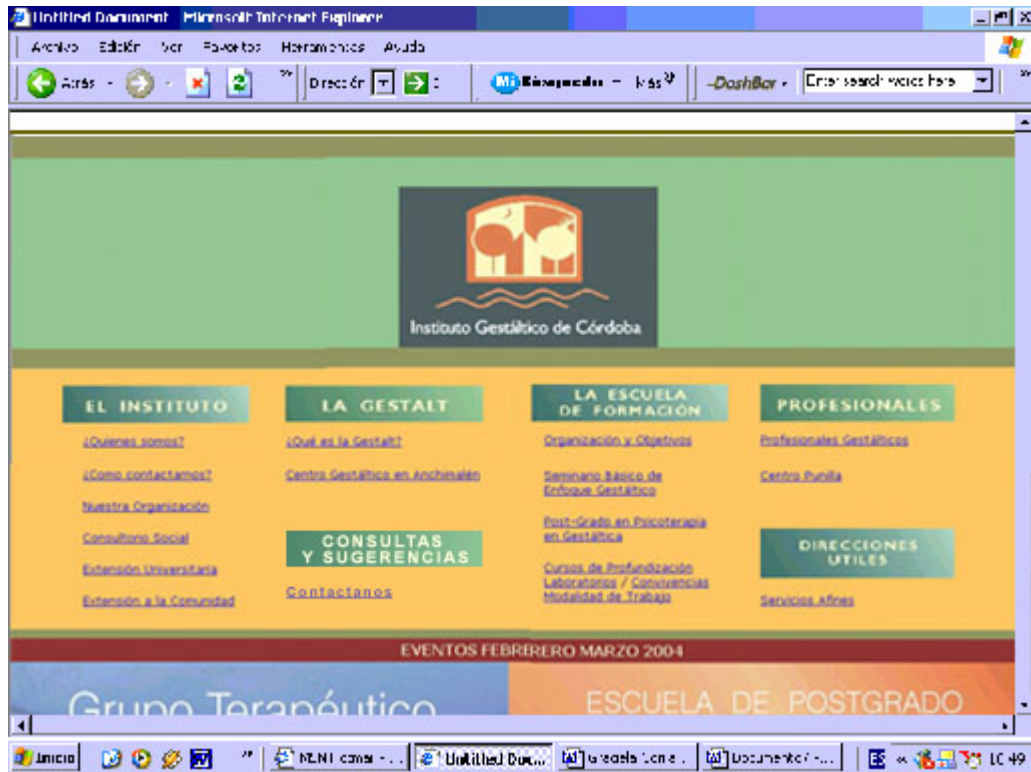 Untitled Document Microsoft Internet Explorer
Archivo Edición Ver Favoritos Herramientas Ayuda
Atrás Dirección Más DashBar Enter search words here
Instituto Gestáltico de Córdoba
EL INSTITUTO
¿Quienes somos?
¿Como contactarnos?
Nuestra Organización
Consultorio Social
Extensión Universitaria
Extensión a la Comunidad
LA GESTALT
¿Qué es la Gestalt?
Centro Gestáltico en Anchimalén
CONSULTAS
Y SUGERENCIAS
Contactanos
LA ESCUELA
DE FORMACIÓN
Organización y Objetivos
Seminario Básico de
Enfoque Gestáltico
Post-Grado en Psicoterapia
en Gestáltica
Cursos de Profundización
Laboratorios / Convivencias
Modalidad de Trabajo
PROFESIONALES
Profesionales Gestálticos
Centro Punilla
DIRECCIONES
UTILES
Servicios Afines
EVENTOS FEBRERERO MARZO 2004
Grupo Terapéutico
ESCUELA DE POSTGRADO
Inicio Untitled Doc... Graciela Documento 10:49